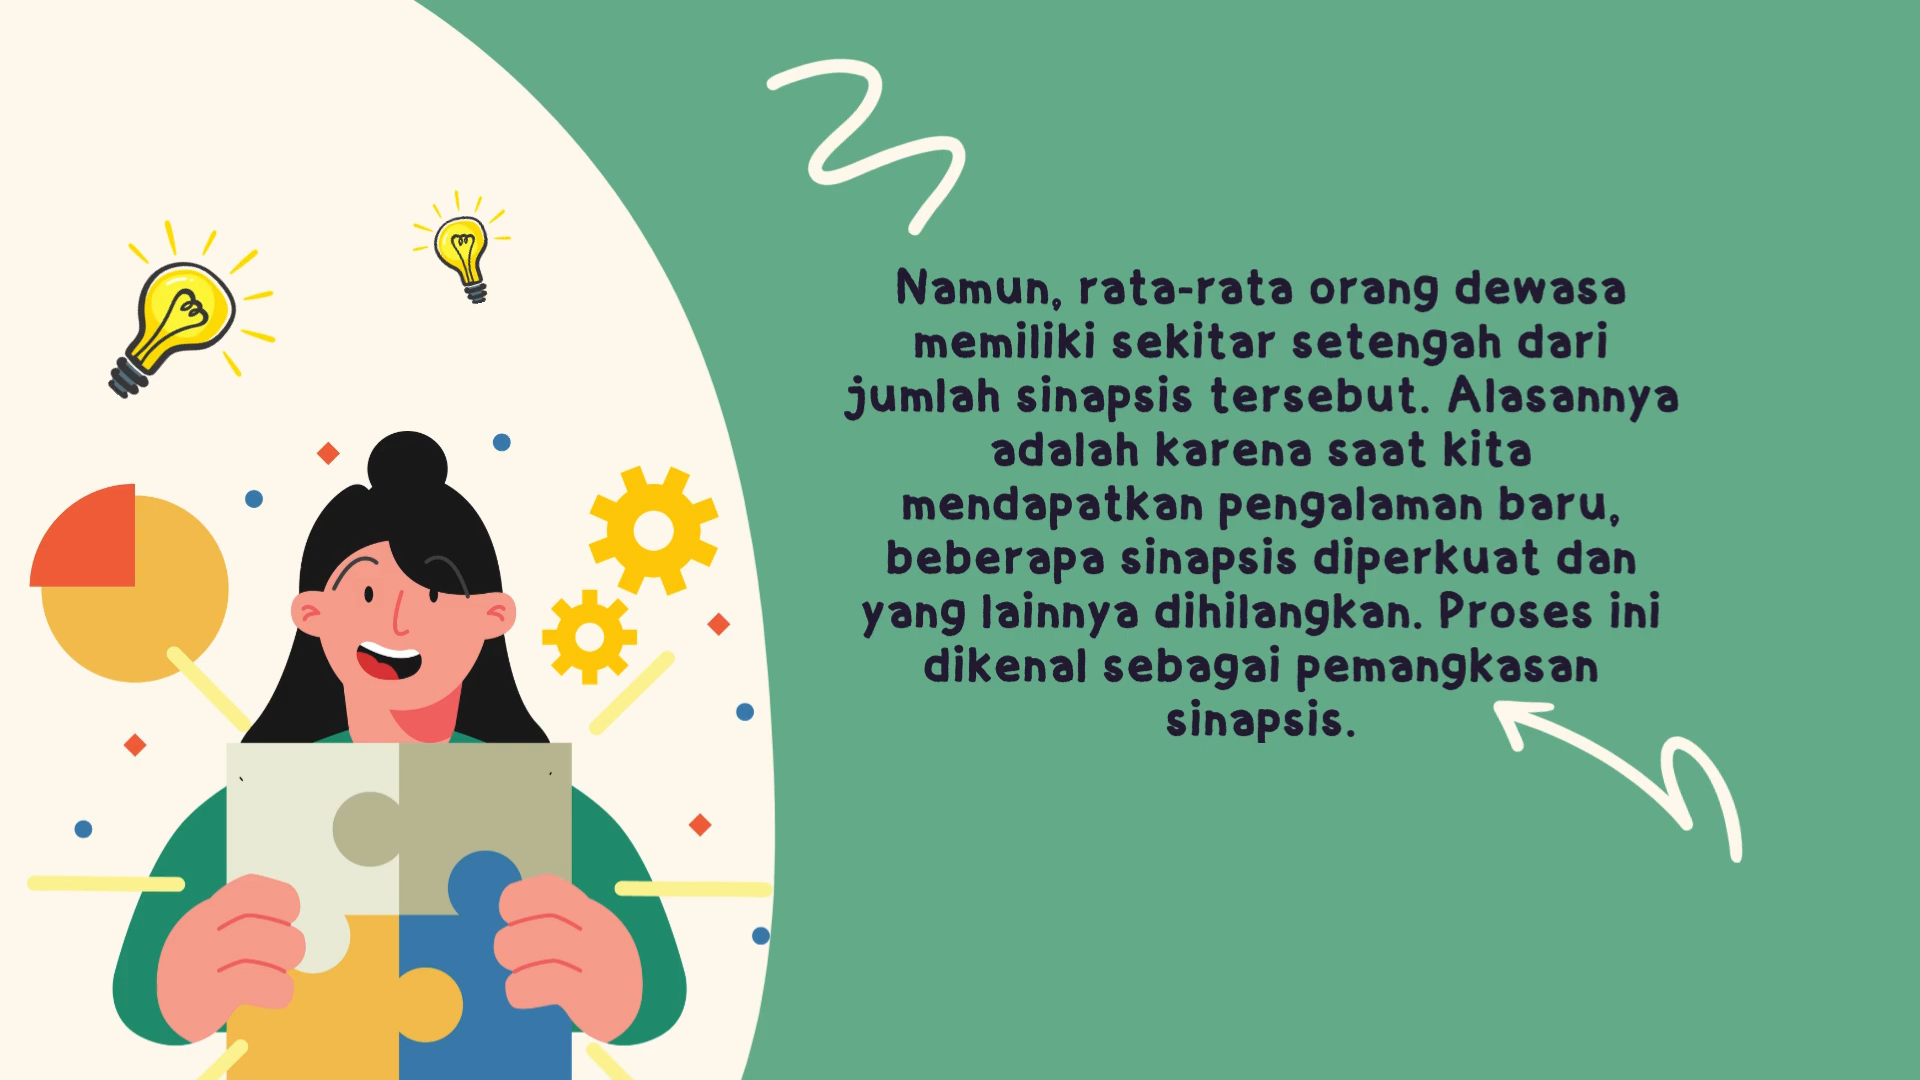 Namun, rata-rata orang dewasa
memiliki sekitar setengah dari
jumlah sinapsis tersebut. Alasannya
adalah karena saat kita
mendapatkan pengalaman baru,
beberapa sinapsis diperkuat dan
yang lainnya dihilangkan. Proses ini
dikenal sebagai pemangkasan
sinapsis.